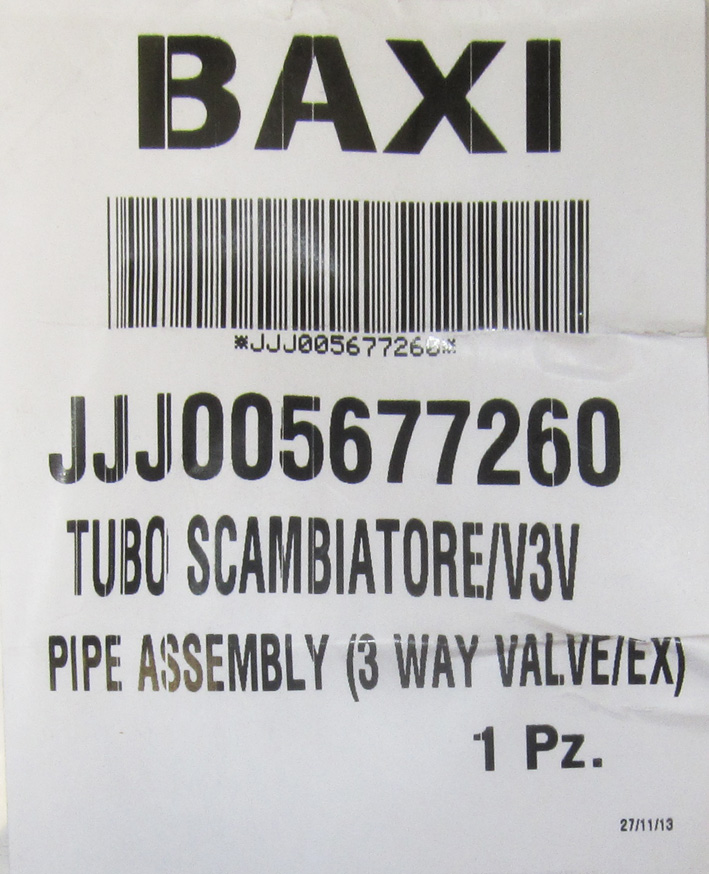 BAXI
*JJJ005677260*
JJJ005677260
TUBO SCAMBIATORE/V3V
PIPE ASSEMBLY (3 WAY VALVE/EX)
1 Pz.
27/11/13